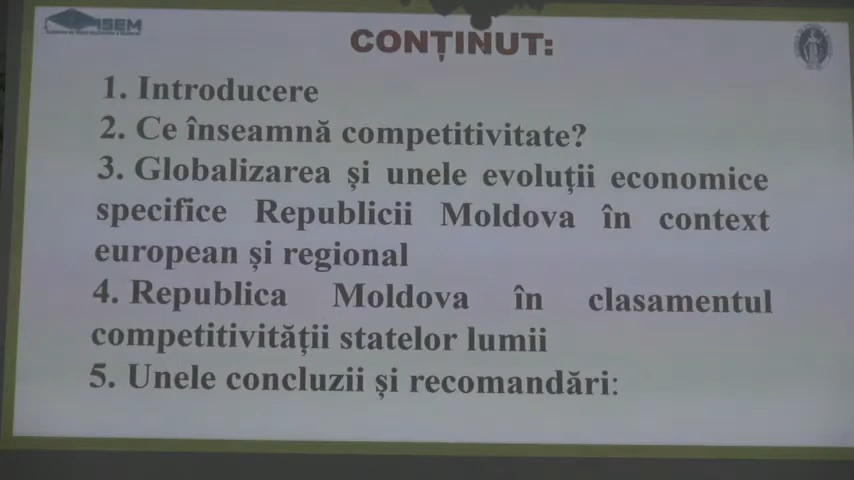 ASEM
CONȚINUT:
1. Introducere
2. Ce înseamnă competitivitate?
3. Globalizarea și unele evoluții economice
specifice Republicii Moldova în context
european și regional
4. Republica Moldova în clasamentul
competitivității statelor lumii
5. Unele concluzii și recomandări: